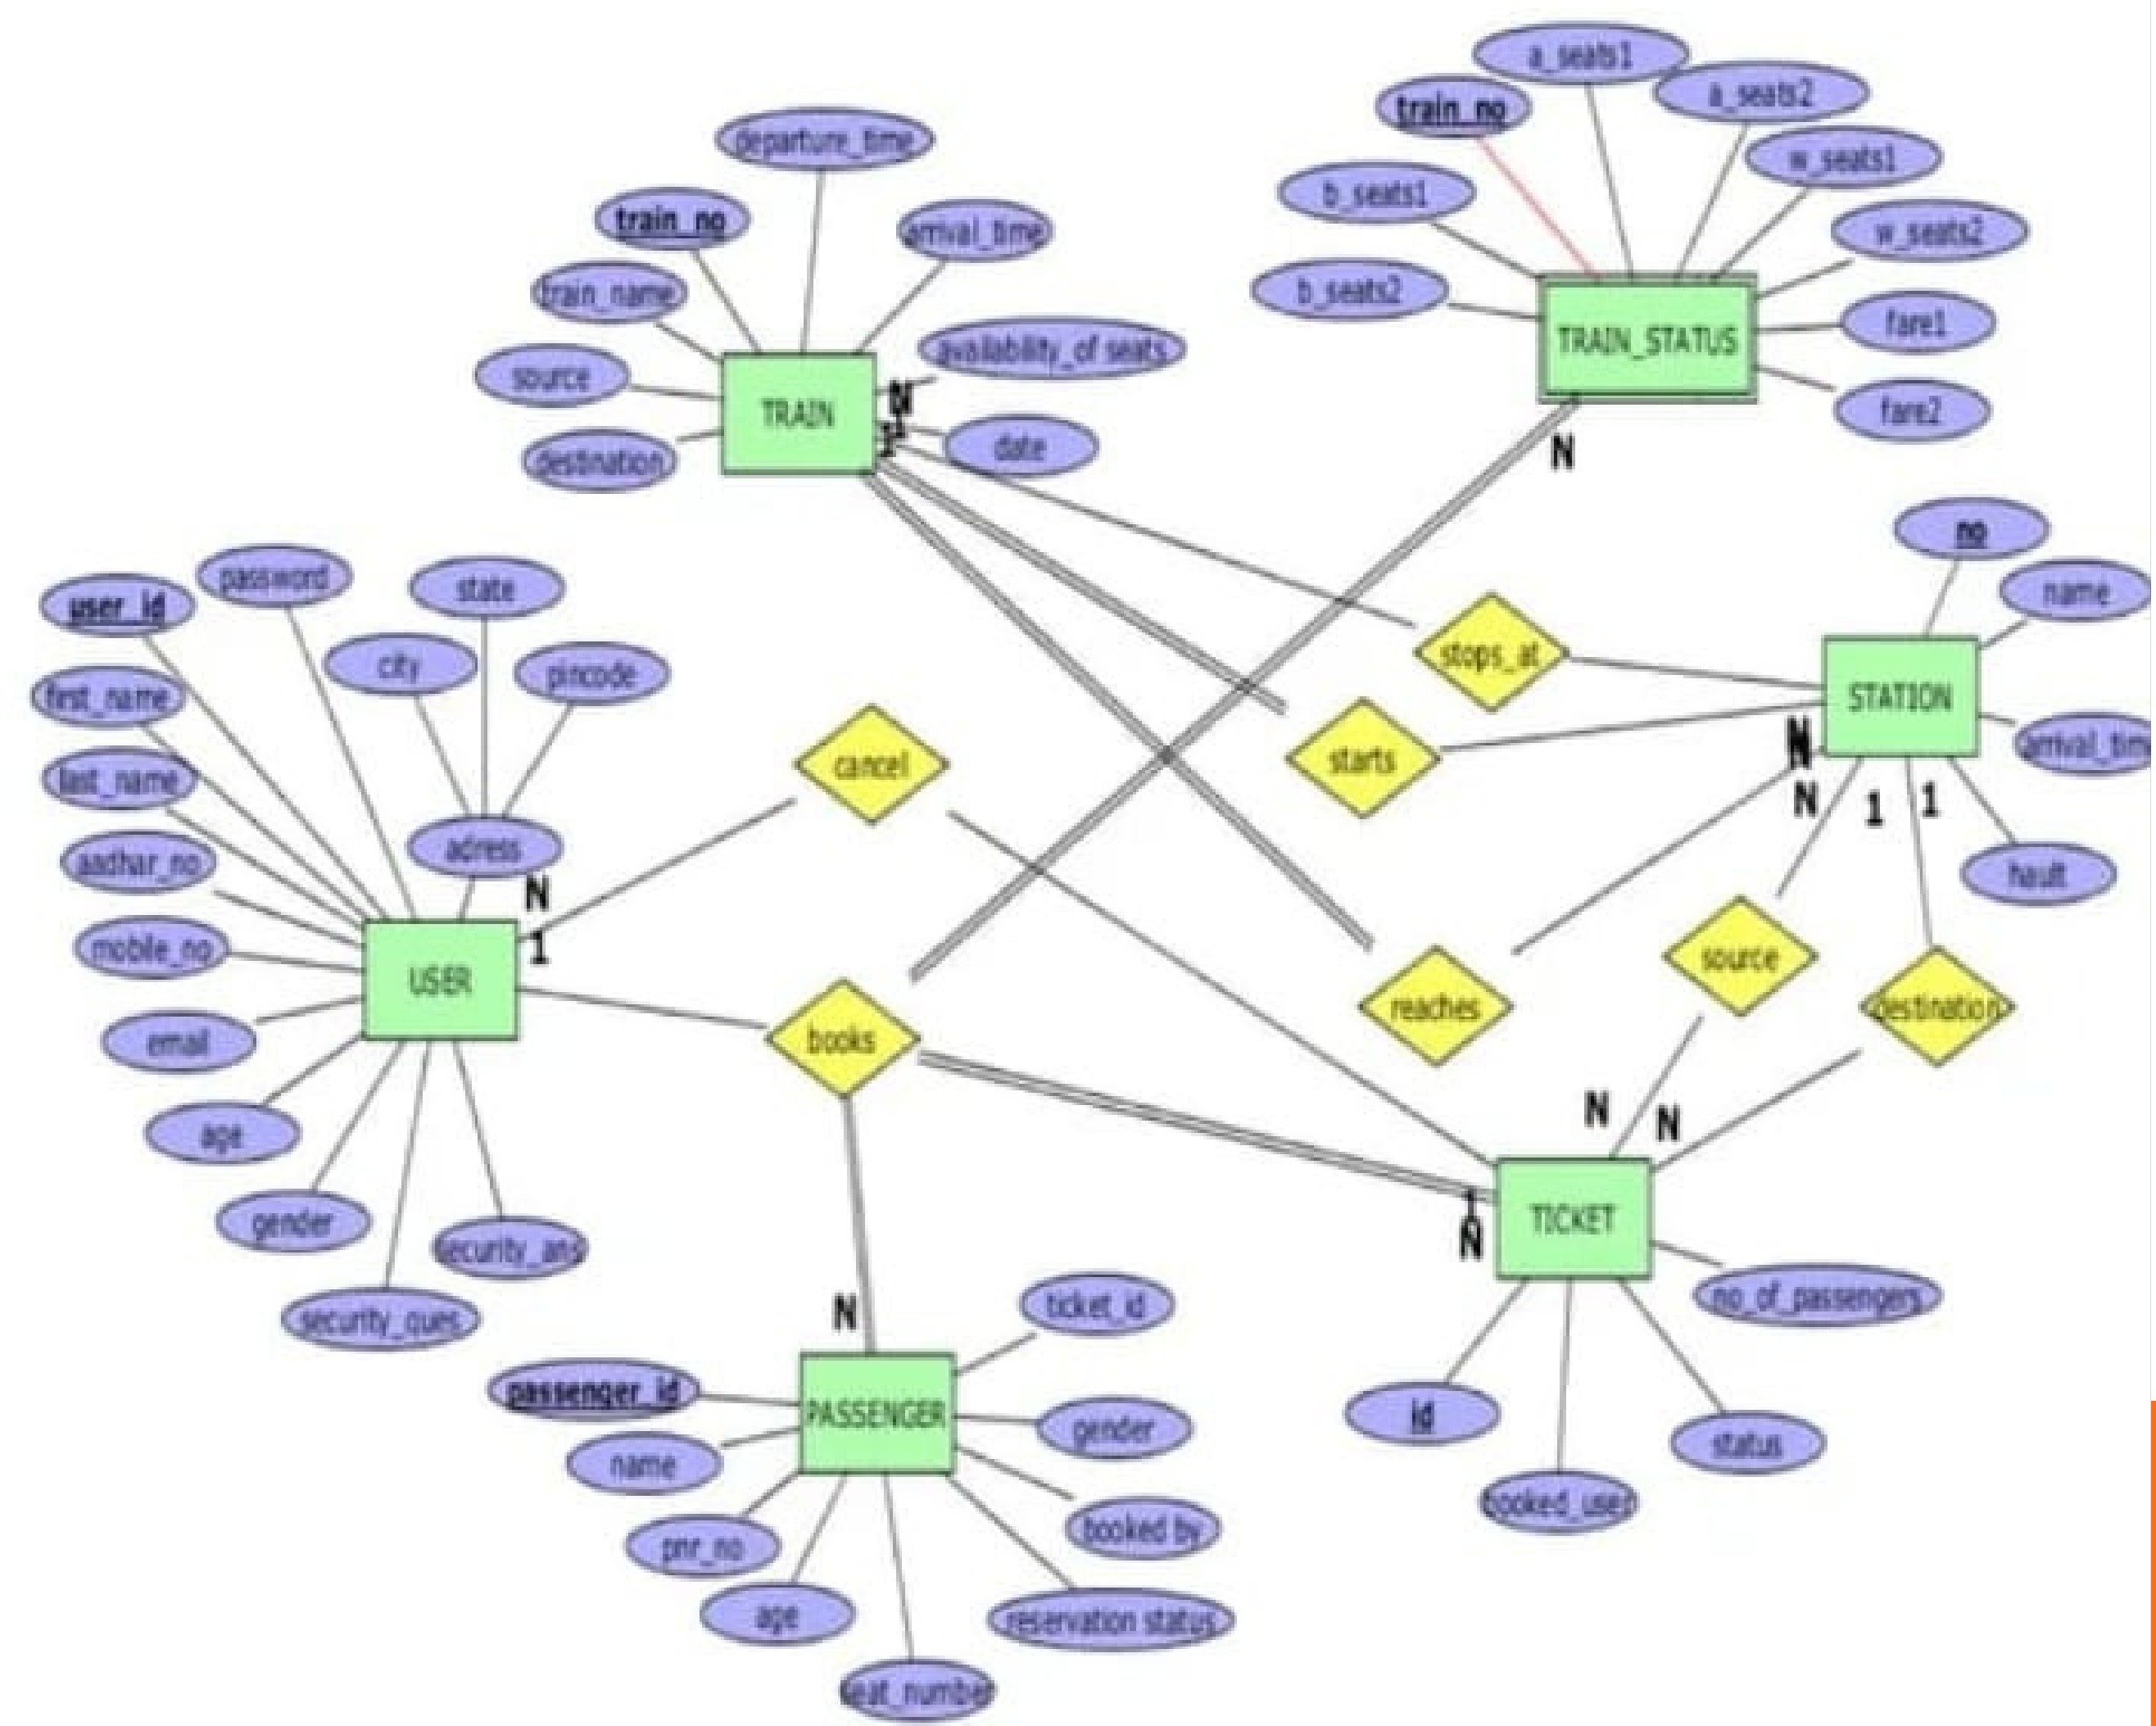 a_seats1
train_no
a_seats2
departure_time
w_seats1
b_seats1
train_no
arrival_time
w_seats2
train_name
b_seats2
fare1
TRAIN_STATUS
availability_of seats
source
N
TRAIN
1
1
fare2
date
destination
N
no
password
state
name
user_id
city
stops_at
pincode
first_name
STATION
N
arrival_tim
starts
cancel
last_name
N
1
1
adress
aadhar_no
hault
N
mobile_no
1
source
USER
reaches
destination
books
email
N
N
age
1
TICKET
N
gender
security_ans
no_of_passengers
ticket_id
N
security_ques
passenger_id
PASSENGER
id
gender
status
name
booked_user
booked by
pnr_no
age
reservation status
seat_number